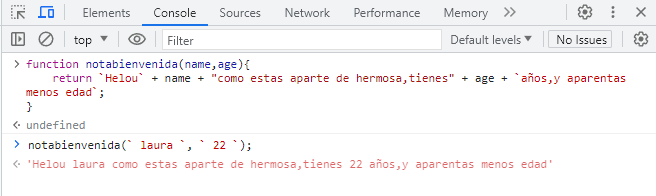 Elements Console Sources Network Performance Memory »
top ▾ Filter Default levels ▾ No Issues
> function notabienvenida(name,age){
return `Helou` + name + "como estas aparte de hermosa,tienes" + age + `años,y aparentas
menos edad`;
}
<· undefined
> notabienvenida(` laura `, ` 22 `);
<· 'Helou laura como estas aparte de hermosa,tienes 22 años,y aparentas menos edad'